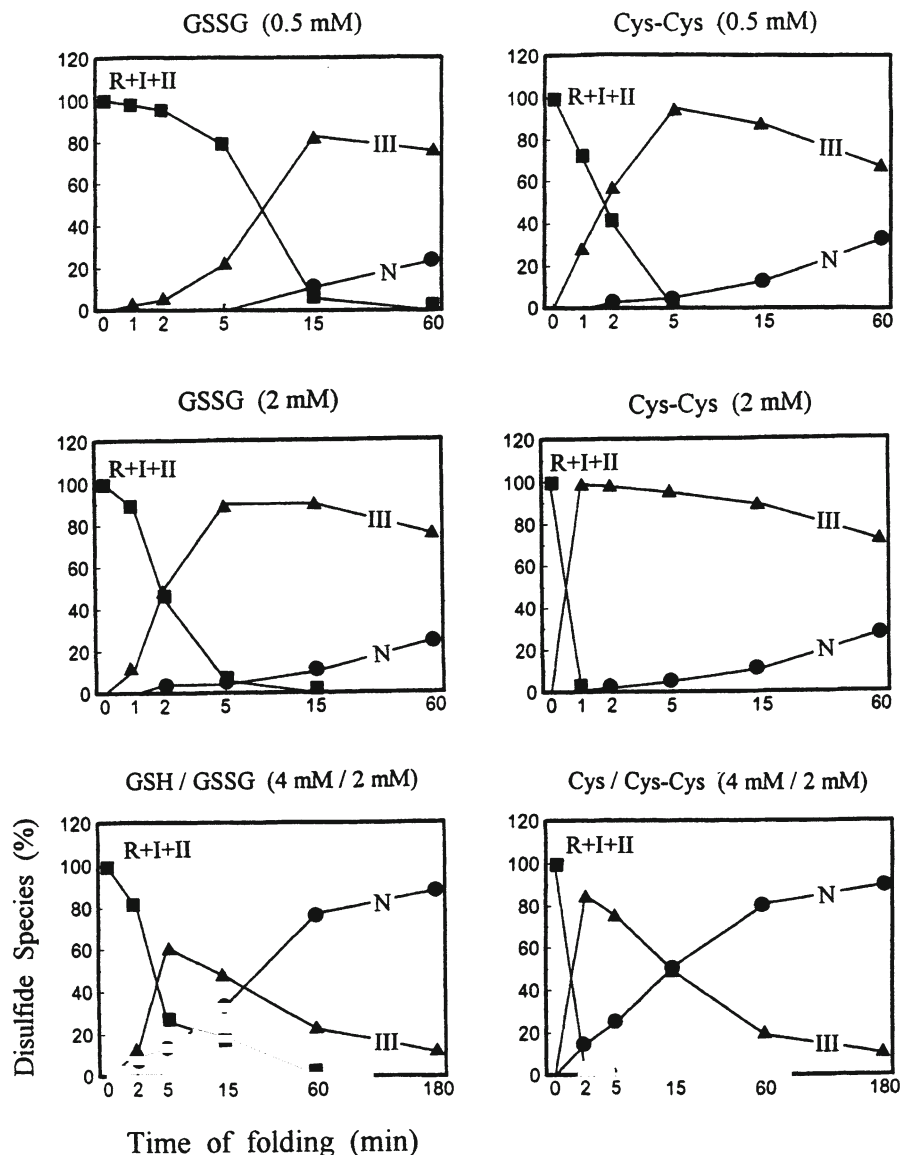 GSSG (0.5 mM)
120
100
80
60
40
20
0
R+I+II
III
N
0 1 2 5 15 60
Cys-Cys (0.5 mM)
120
100
80
60
40
20
0
R+I+II
III
N
0 1 2 5 15 60
GSSG (2 mM)
120
100
80
60
40
20
0
R+I+II
III
N
0 1 2 5 15 60
Cys-Cys (2 mM)
120
100
80
60
40
20
0
R+I+II
III
N
0 1 2 5 15 60
GSH / GSSG (4 mM / 2 mM)
120
100
80
60
40
20
0
R+I+II
N
III
0 2 5 15 60 180
Cys / Cys-Cys (4 mM / 2 mM)
120
100
80
60
40
20
0
R+I+II
N
III
0 2 5 15 60 180
Disulfide Species (%)
Time of folding (min)